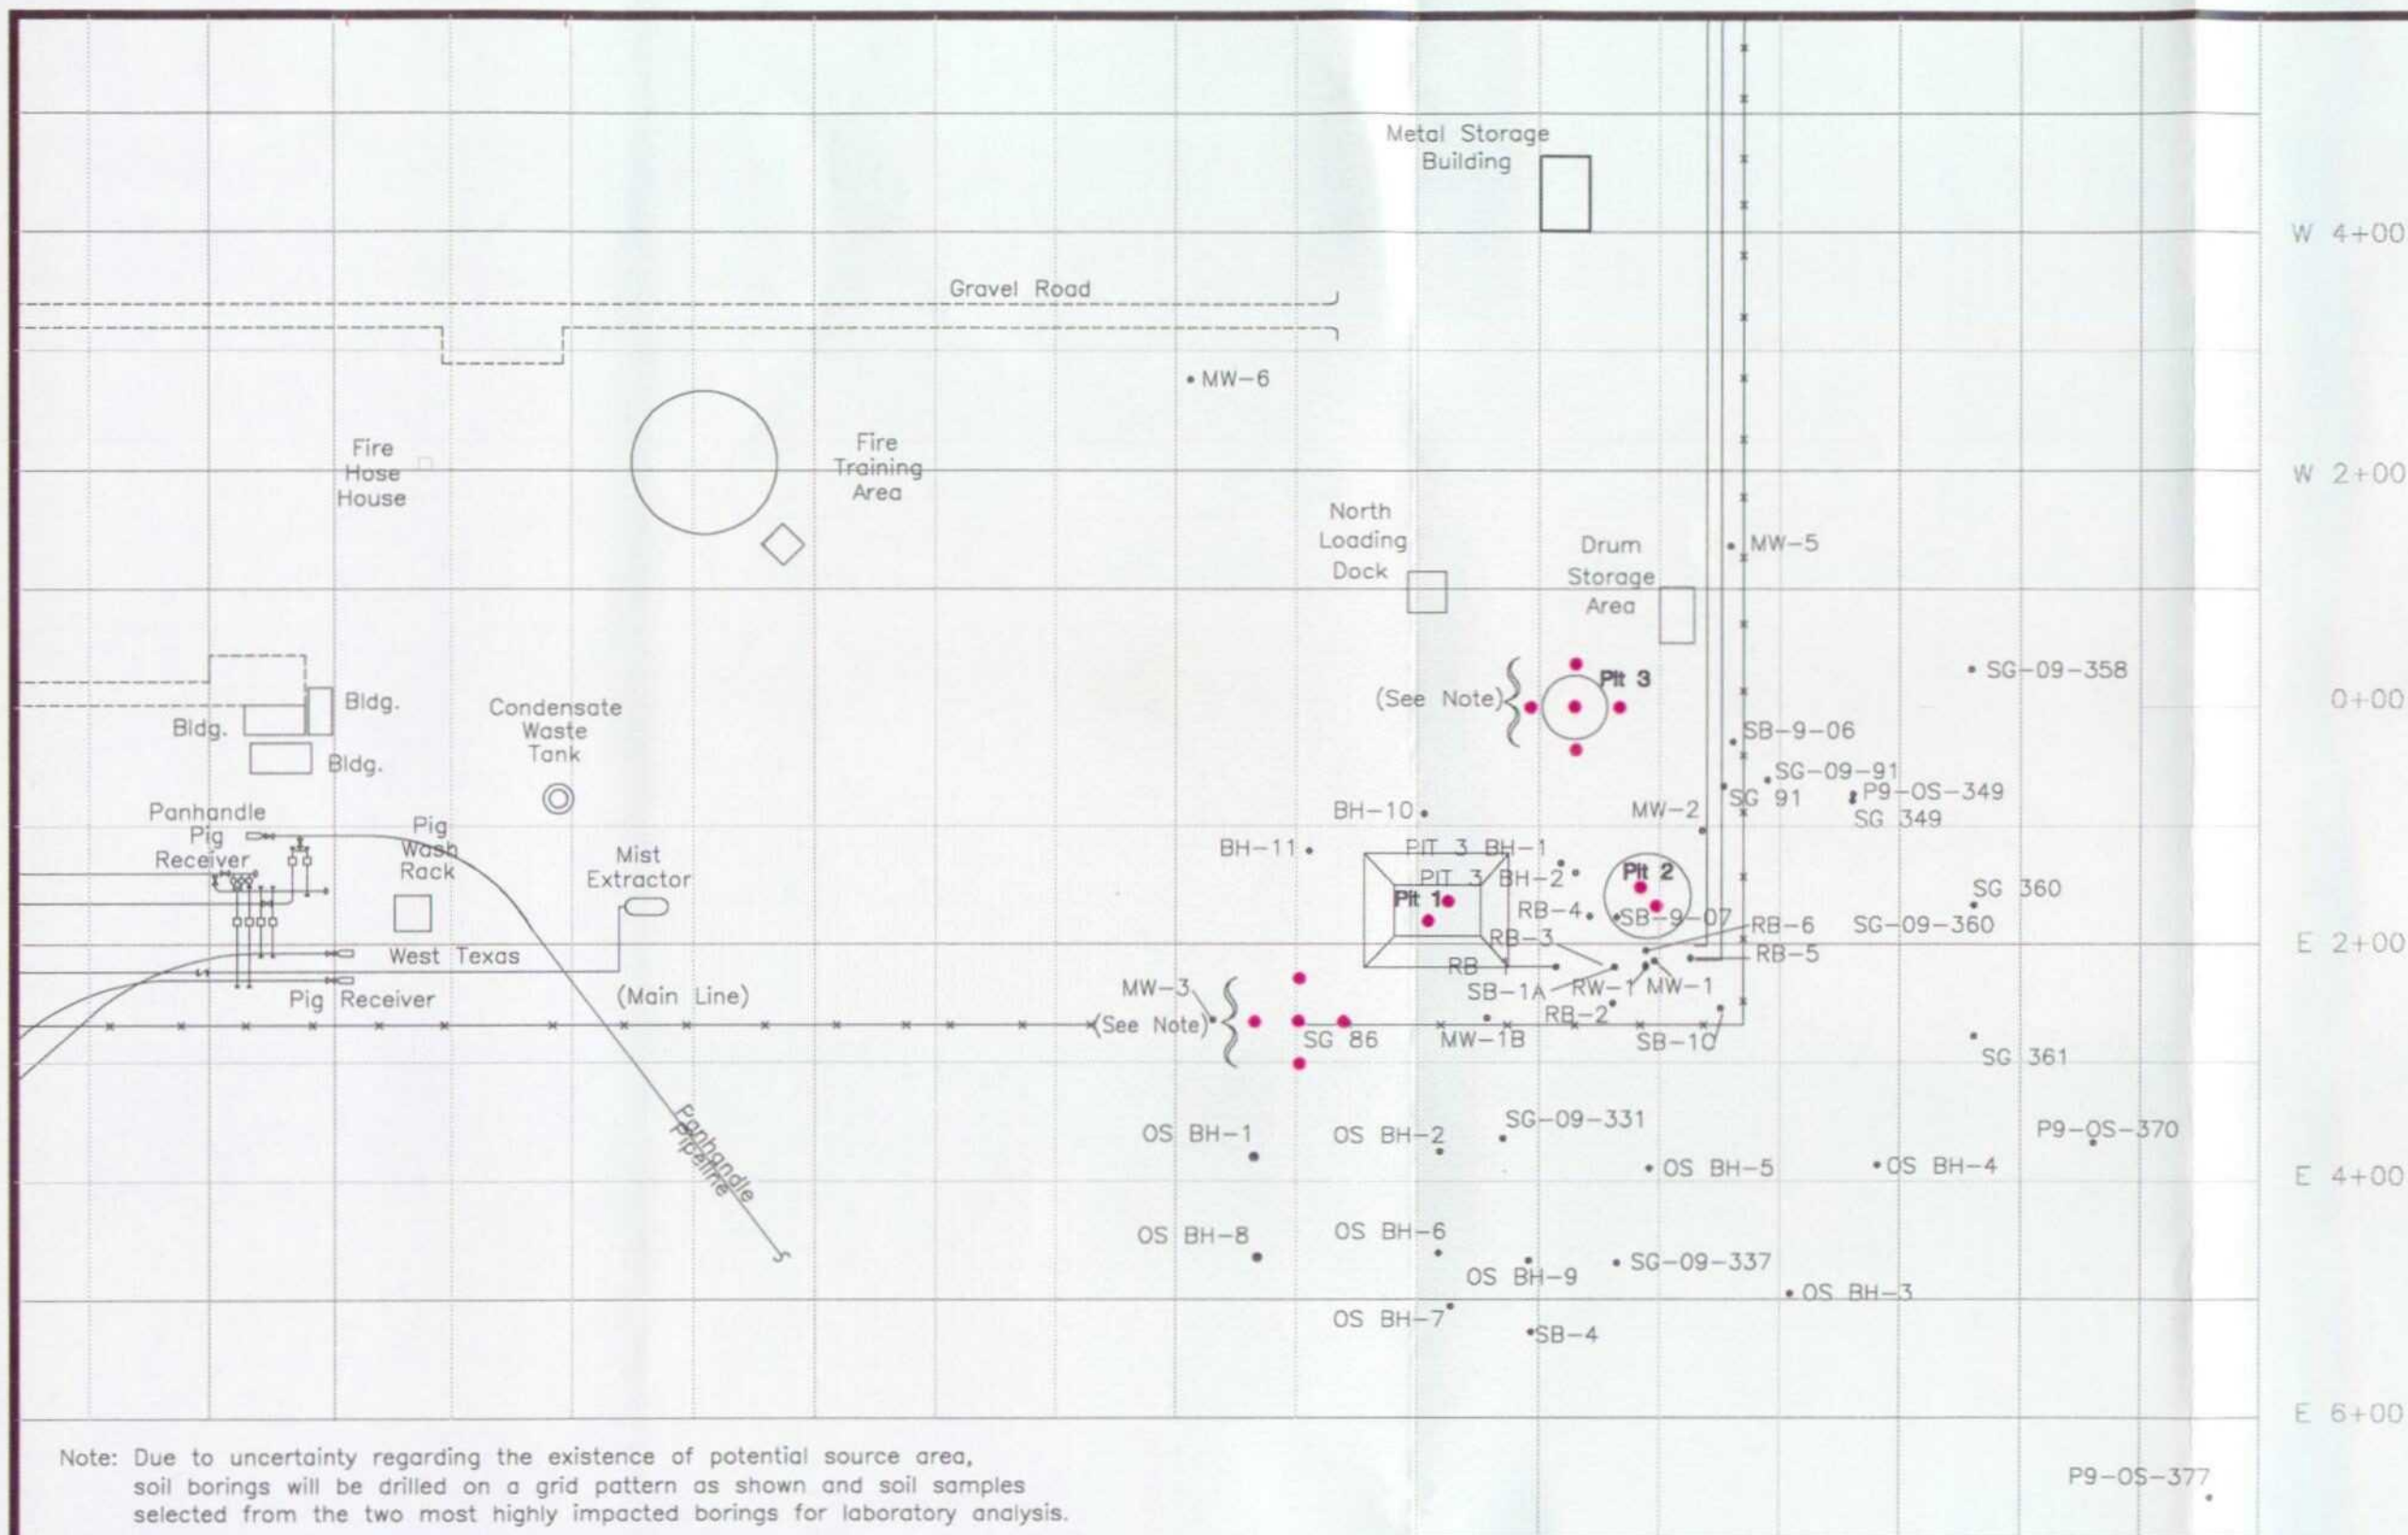 Metal Storage
Building
W 4+00
Gravel Road
MW-6
Fire
Hose
House
Fire
Training
Area
W 2+00
North
Loading
Dock
Drum
Storage
Area
MW-5
Pit 3
(See Note)
SG-09-358
0+00
Bldg.
Bldg.
Bldg.
Condensate
Waste
Tank
SB-9-06
SG-09-91
SG 91
P9-OS-349
SG 349
MW-2
Panhandle
Pig
Receiver
Pig
Wash
Rack
Mist
Extractor
BH-10
BH-11
PIT 3 BH-1
PIT 3 BH-2
Pit 1
Pit 2
RB-4
SB-9-07
SG 360
SG-09-360
RB-6
RB-5
RB-3
E 2+00
West Texas
Pig Receiver
(Main Line)
SB-1A
RW-1
MW-1
RB-2
MW-3
(See Note)
SG 86
MW-1B
SB-10
SG 361
Panhandle
Pipeline
OS BH-1
OS BH-2
SG-09-331
OS BH-5
OS BH-4
P9-OS-370
E 4+00
OS BH-8
OS BH-6
OS BH-9
SG-09-337
OS BH-3
OS BH-7
SB-4
E 6+00
Note: Due to uncertainty regarding the existence of potential source area,
soil borings will be drilled on a grid pattern as shown and soil samples
selected from the two most highly impacted borings for laboratory analysis.
P9-OS-377